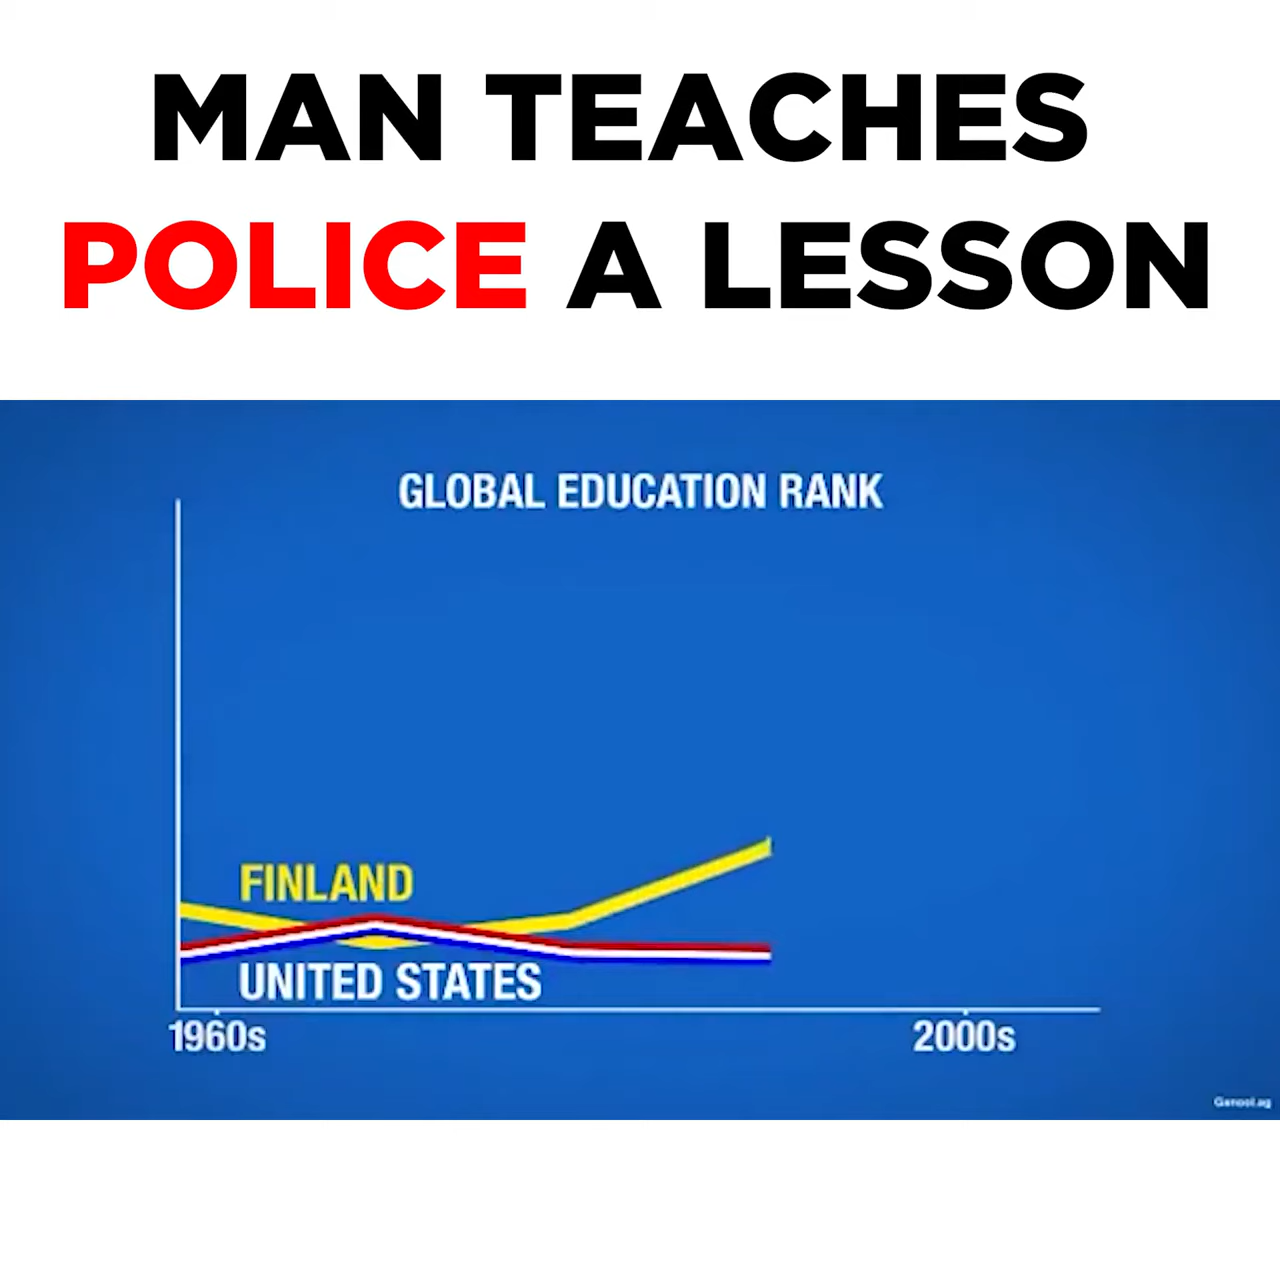 MAN TEACHES
POLICE A LESSON
GLOBAL EDUCATION RANK
FINLAND
UNITED STATES
1960s
2000s